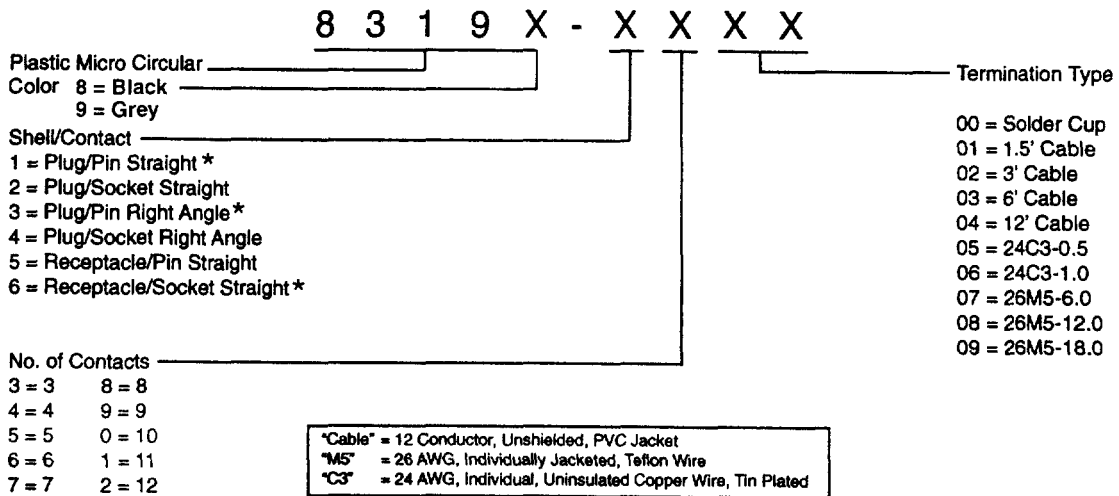 8 3 1 9 X - X X X X
Plastic Micro Circular
Color 8 = Black
9 = Grey
Shell/Contact
1 = Plug/Pin Straight *
2 = Plug/Socket Straight
3 = Plug/Pin Right Angle*
4 = Plug/Socket Right Angle
5 = Receptacle/Pin Straight
6 = Receptacle/Socket Straight*
No. of Contacts
3 = 3 8 = 8
4 = 4 9 = 9
5 = 5 0 = 10
6 = 6 1 = 11
7 = 7 2 = 12
Termination Type
00 = Solder Cup
01 = 1.5' Cable
02 = 3' Cable
03 = 6' Cable
04 = 12' Cable
05 = 24C3-0.5
06 = 24C3-1.0
07 = 26M5-6.0
08 = 26M5-12.0
09 = 26M5-18.0
"Cable" = 12 Conductor, Unshielded, PVC Jacket
"M5" = 26 AWG, Individually Jacketed, Teflon Wire
"C3" = 24 AWG, Individual, Uninsulated Copper Wire, Tin Plated